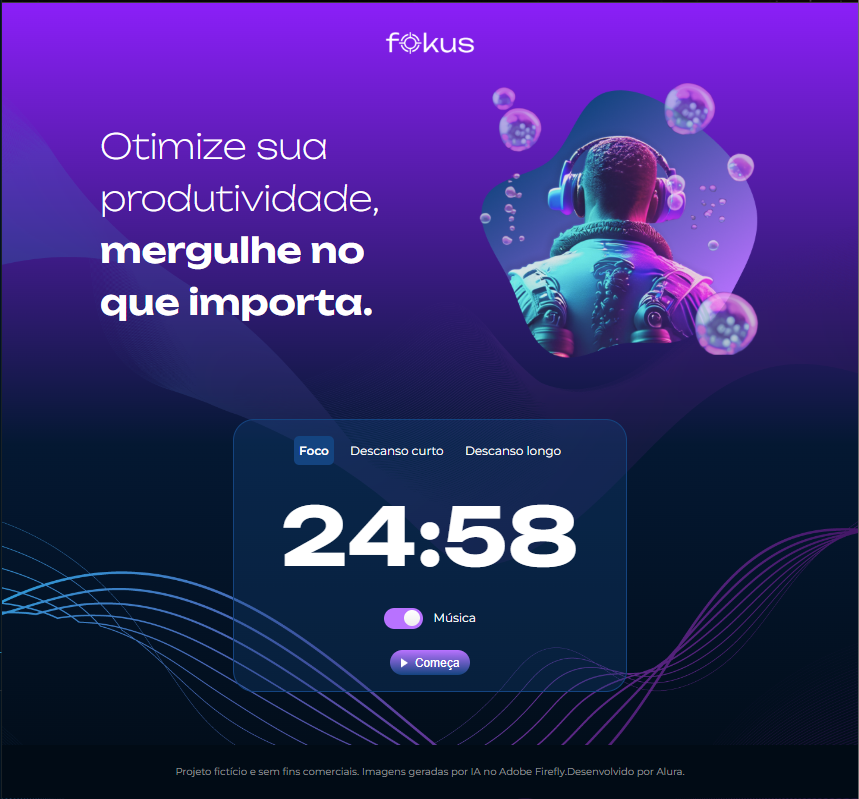 fokus
Otimize sua
produtividade,
mergulhe no
que importa.
Foco Descanso curto Descanso longo
24:58
Música
Começa
Projeto fictício e sem fins comerciais. Imagens geradas por IA no Adobe Firefly.Desenvolvido por Alura.